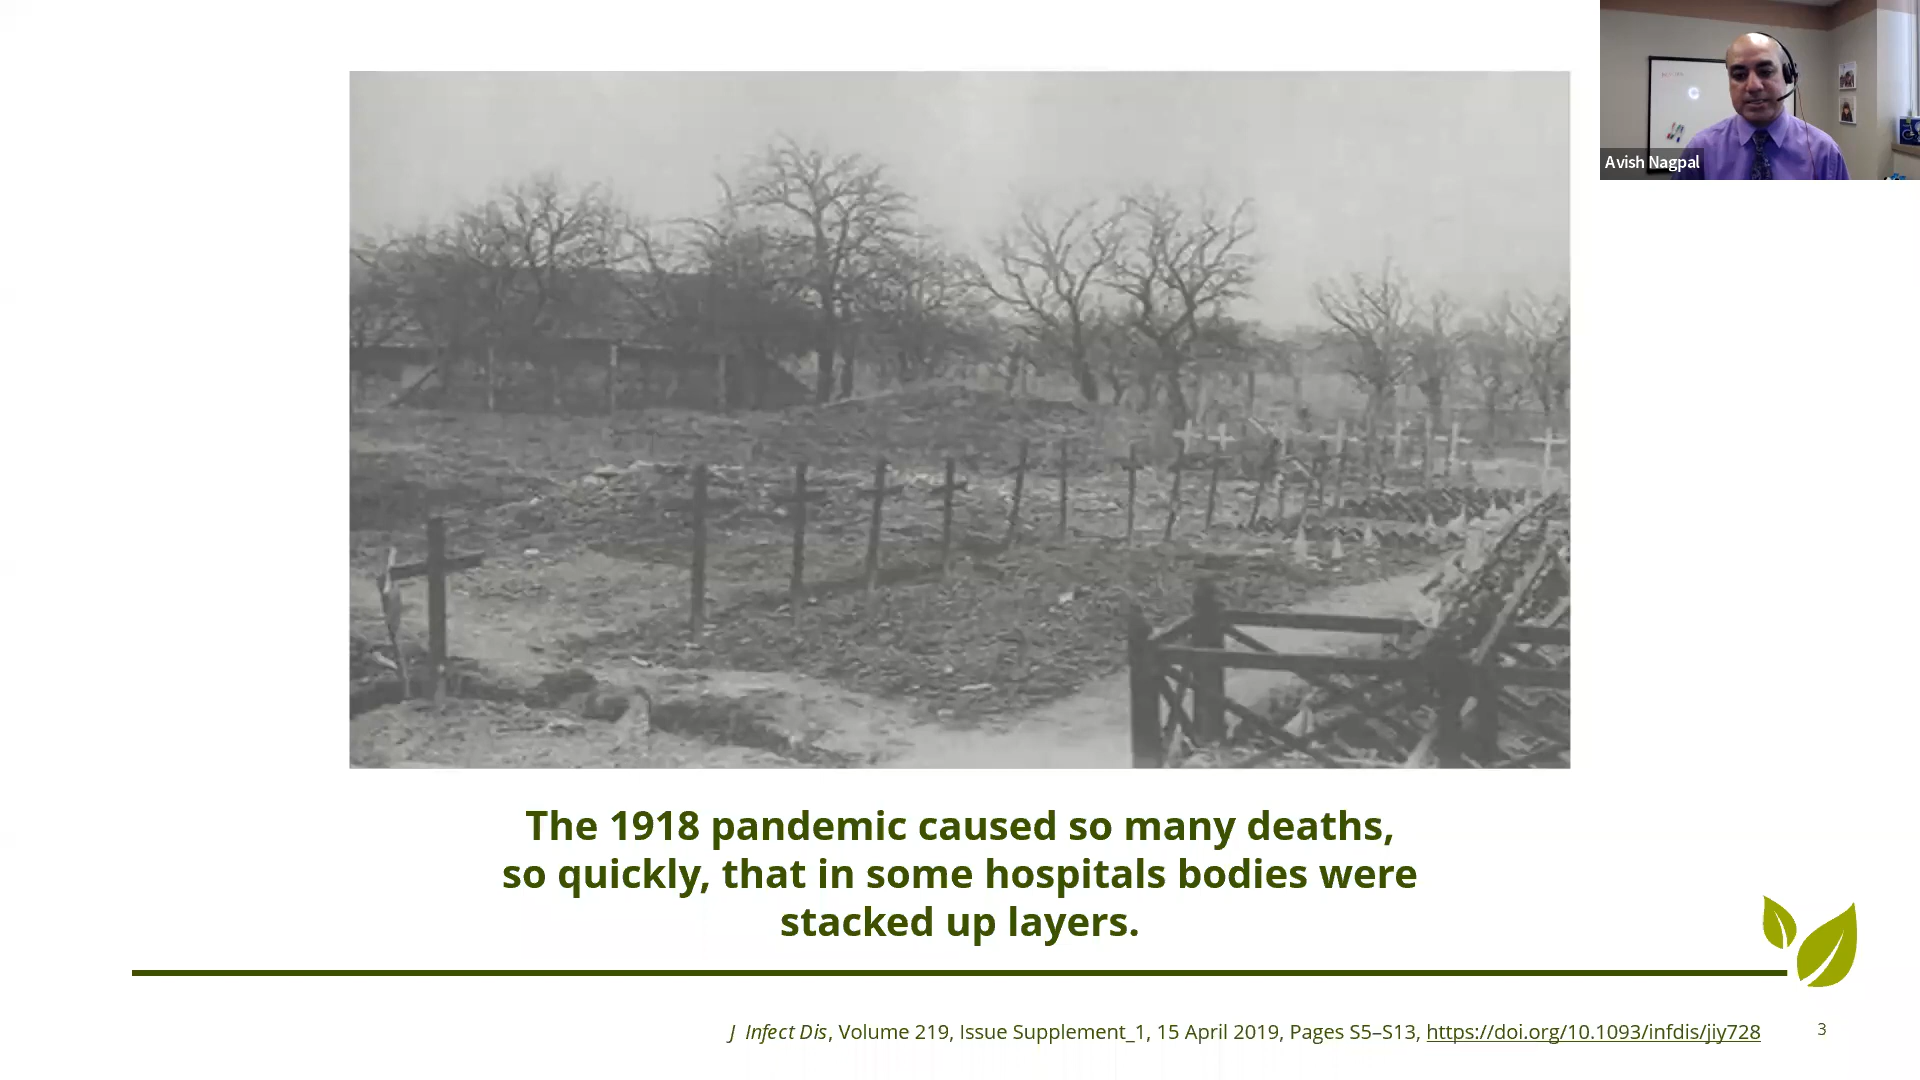 Avish Nagpal
The 1918 pandemic caused so many deaths,
so quickly, that in some hospitals bodies were
stacked up layers.
J Infect Dis, Volume 219, Issue Supplement_1, 15 April 2019, Pages S5–S13, https://doi.org/10.1093/infdis/jiy728
3